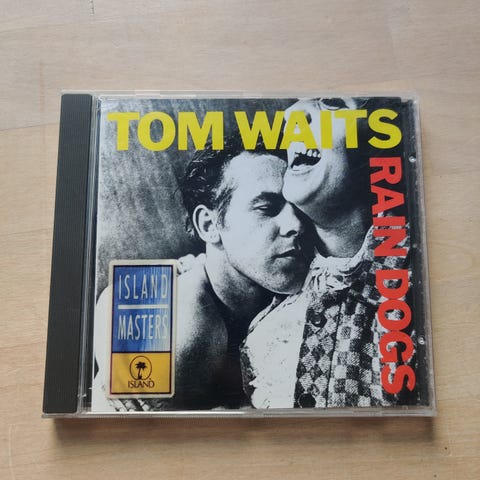 TOM WAITS
RAIN DOGS
ISLAND
MASTERS
ISLAND